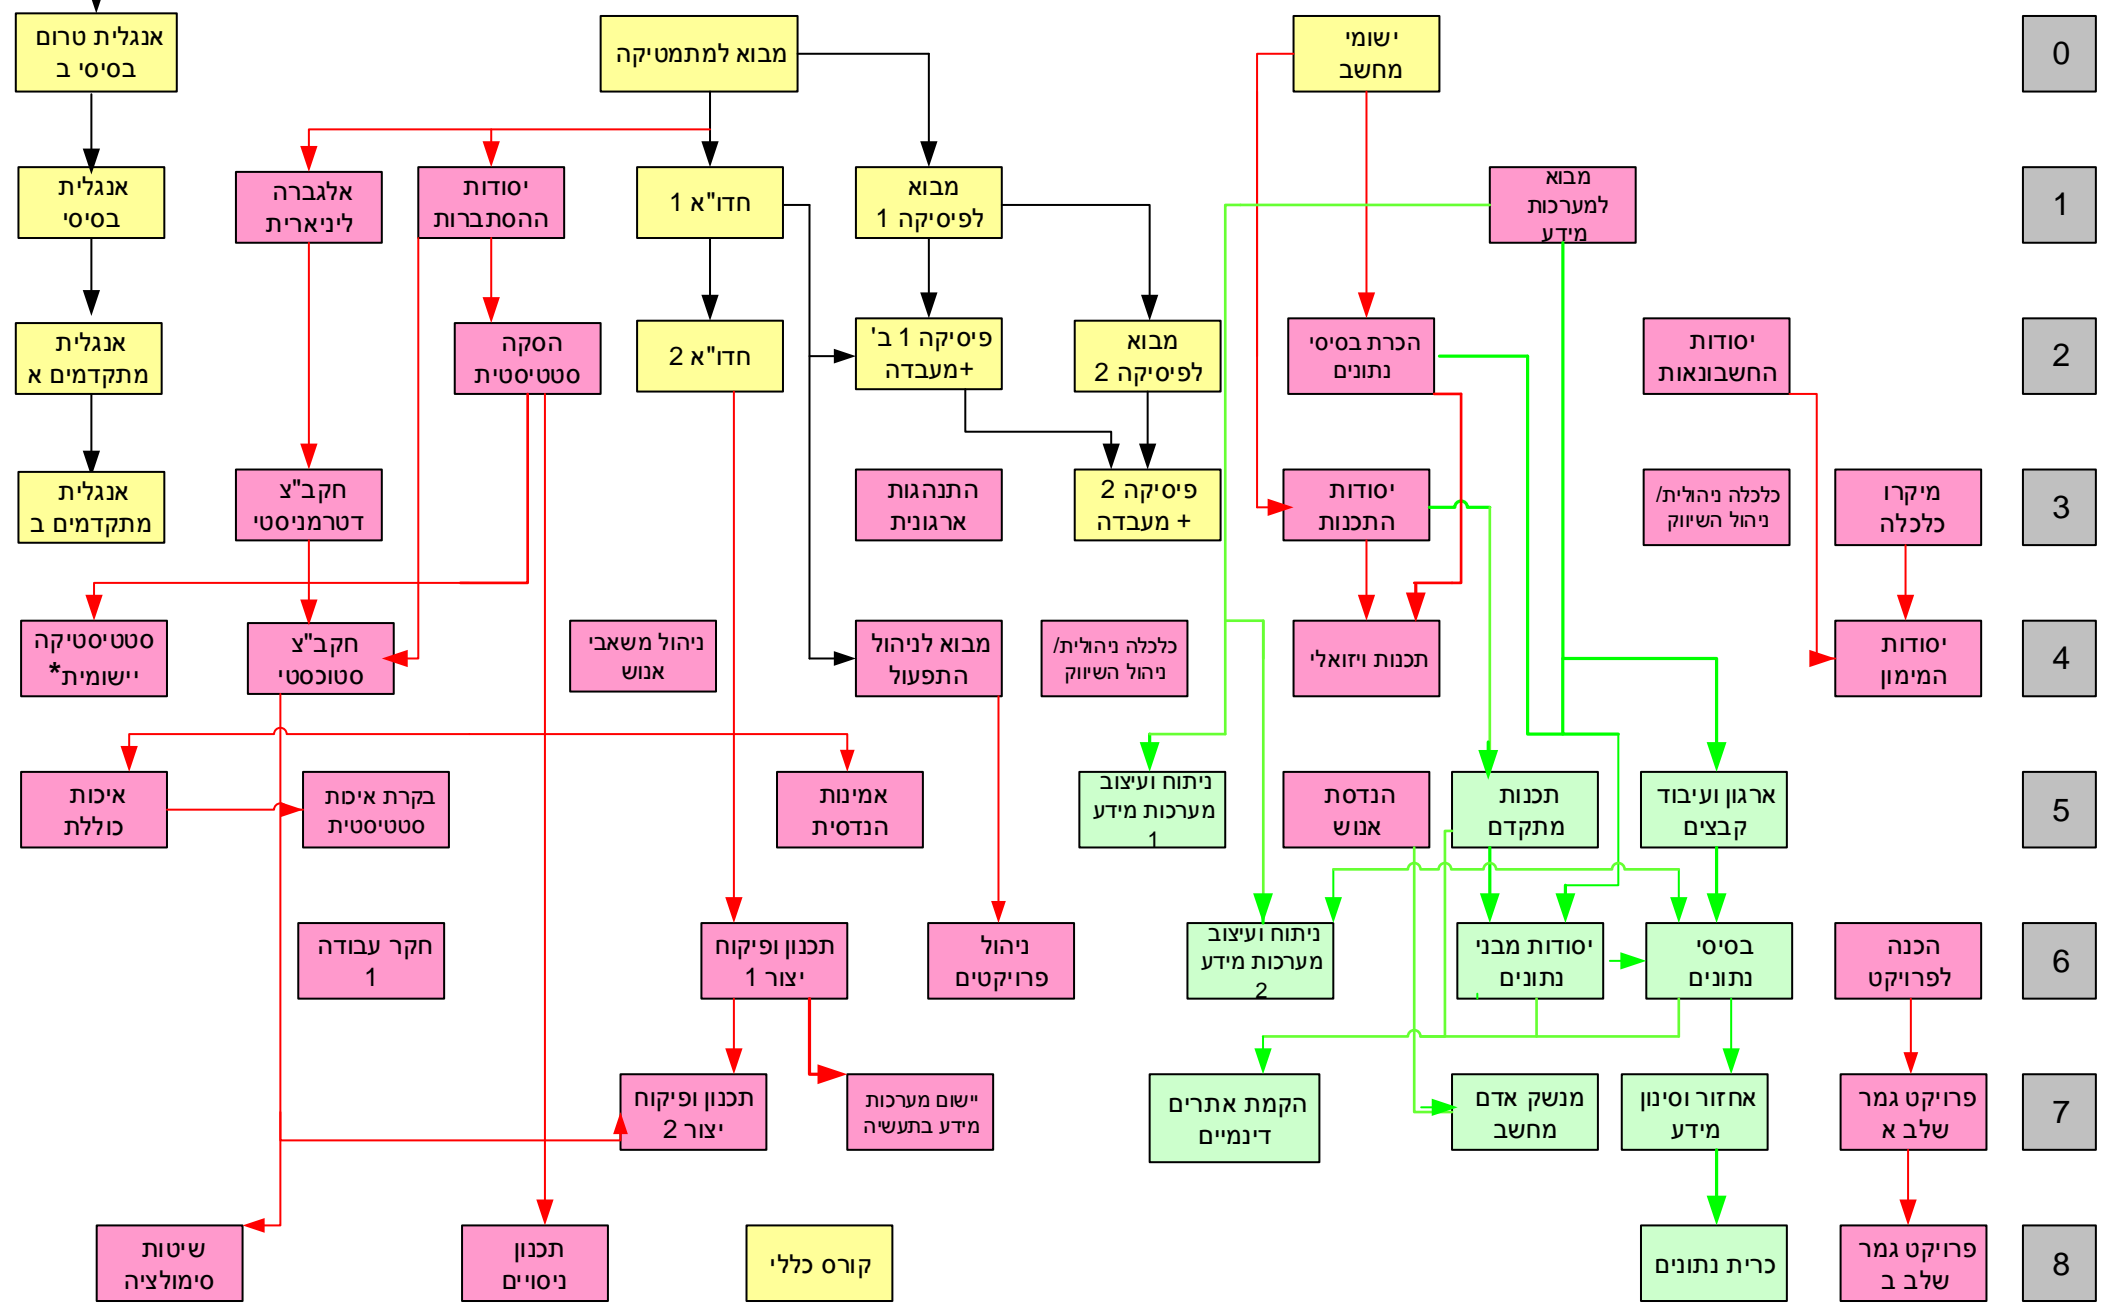 אנגלית טרום
בסיסי ב
מבוא למתמטיקה
ישומי
מחשב
0
אנגלית
בסיסי
אלגברה
ליניארית
יסודות
ההסתברות
חדו"א 1
מבוא
לפיסיקה 1
מבוא
למערכות
מידע
1
אנגלית
מתקדמים א
הסקה
סטטיסטית
חדו"א 2
פיסיקה 1 ב'
+מעבדה
מבוא
לפיסיקה 2
הכרת בסיסי
נתונים
יסודות
החשבונאות
2
אנגלית
מתקדמים ב
חקב"צ
דטרמניסטי
התנהגות
ארגונית
פיסיקה 2
+ מעבדה
יסודות
התכנות
כלכלה ניהולית/
ניהול השיווק
מיקרו
כלכלה
3
סטטיסטיקה
יישומית*
חקב"צ
סטוכסטי
ניהול משאבי
אנוש
מבוא לניהול
התפעול
כלכלה ניהולית/
ניהול השיווק
תכנות ויזואלי
יסודות
המימון
4
איכות
כוללת
בקרת איכות
סטטיסטית
אמינות
הנדסית
ניתוח ועיצוב
מערכות מידע
1
הנדסת
אנוש
תכנות
מתקדם
ארגון ועיבוד
קבצים
5
חקר עבודה
1
תכנון ופיקוח
יצור 1
ניהול
פרויקטים
ניתוח ועיצוב
מערכות מידע
2
יסודות מבני
נתונים
בסיסי
נתונים
הכנה
לפרויקט
6
תכנון ופיקוח
יצור 2
יישום מערכות
מידע בתעשיה
הקמת אתרים
דינמיים
מנשק אדם
מחשב
אחזור וסינון
מידע
פרויקט גמר
שלב א
7
שיטות
סימולציה
תכנון
ניסויים
קורס כללי
כרית נתונים
פרויקט גמר
שלב ב
8